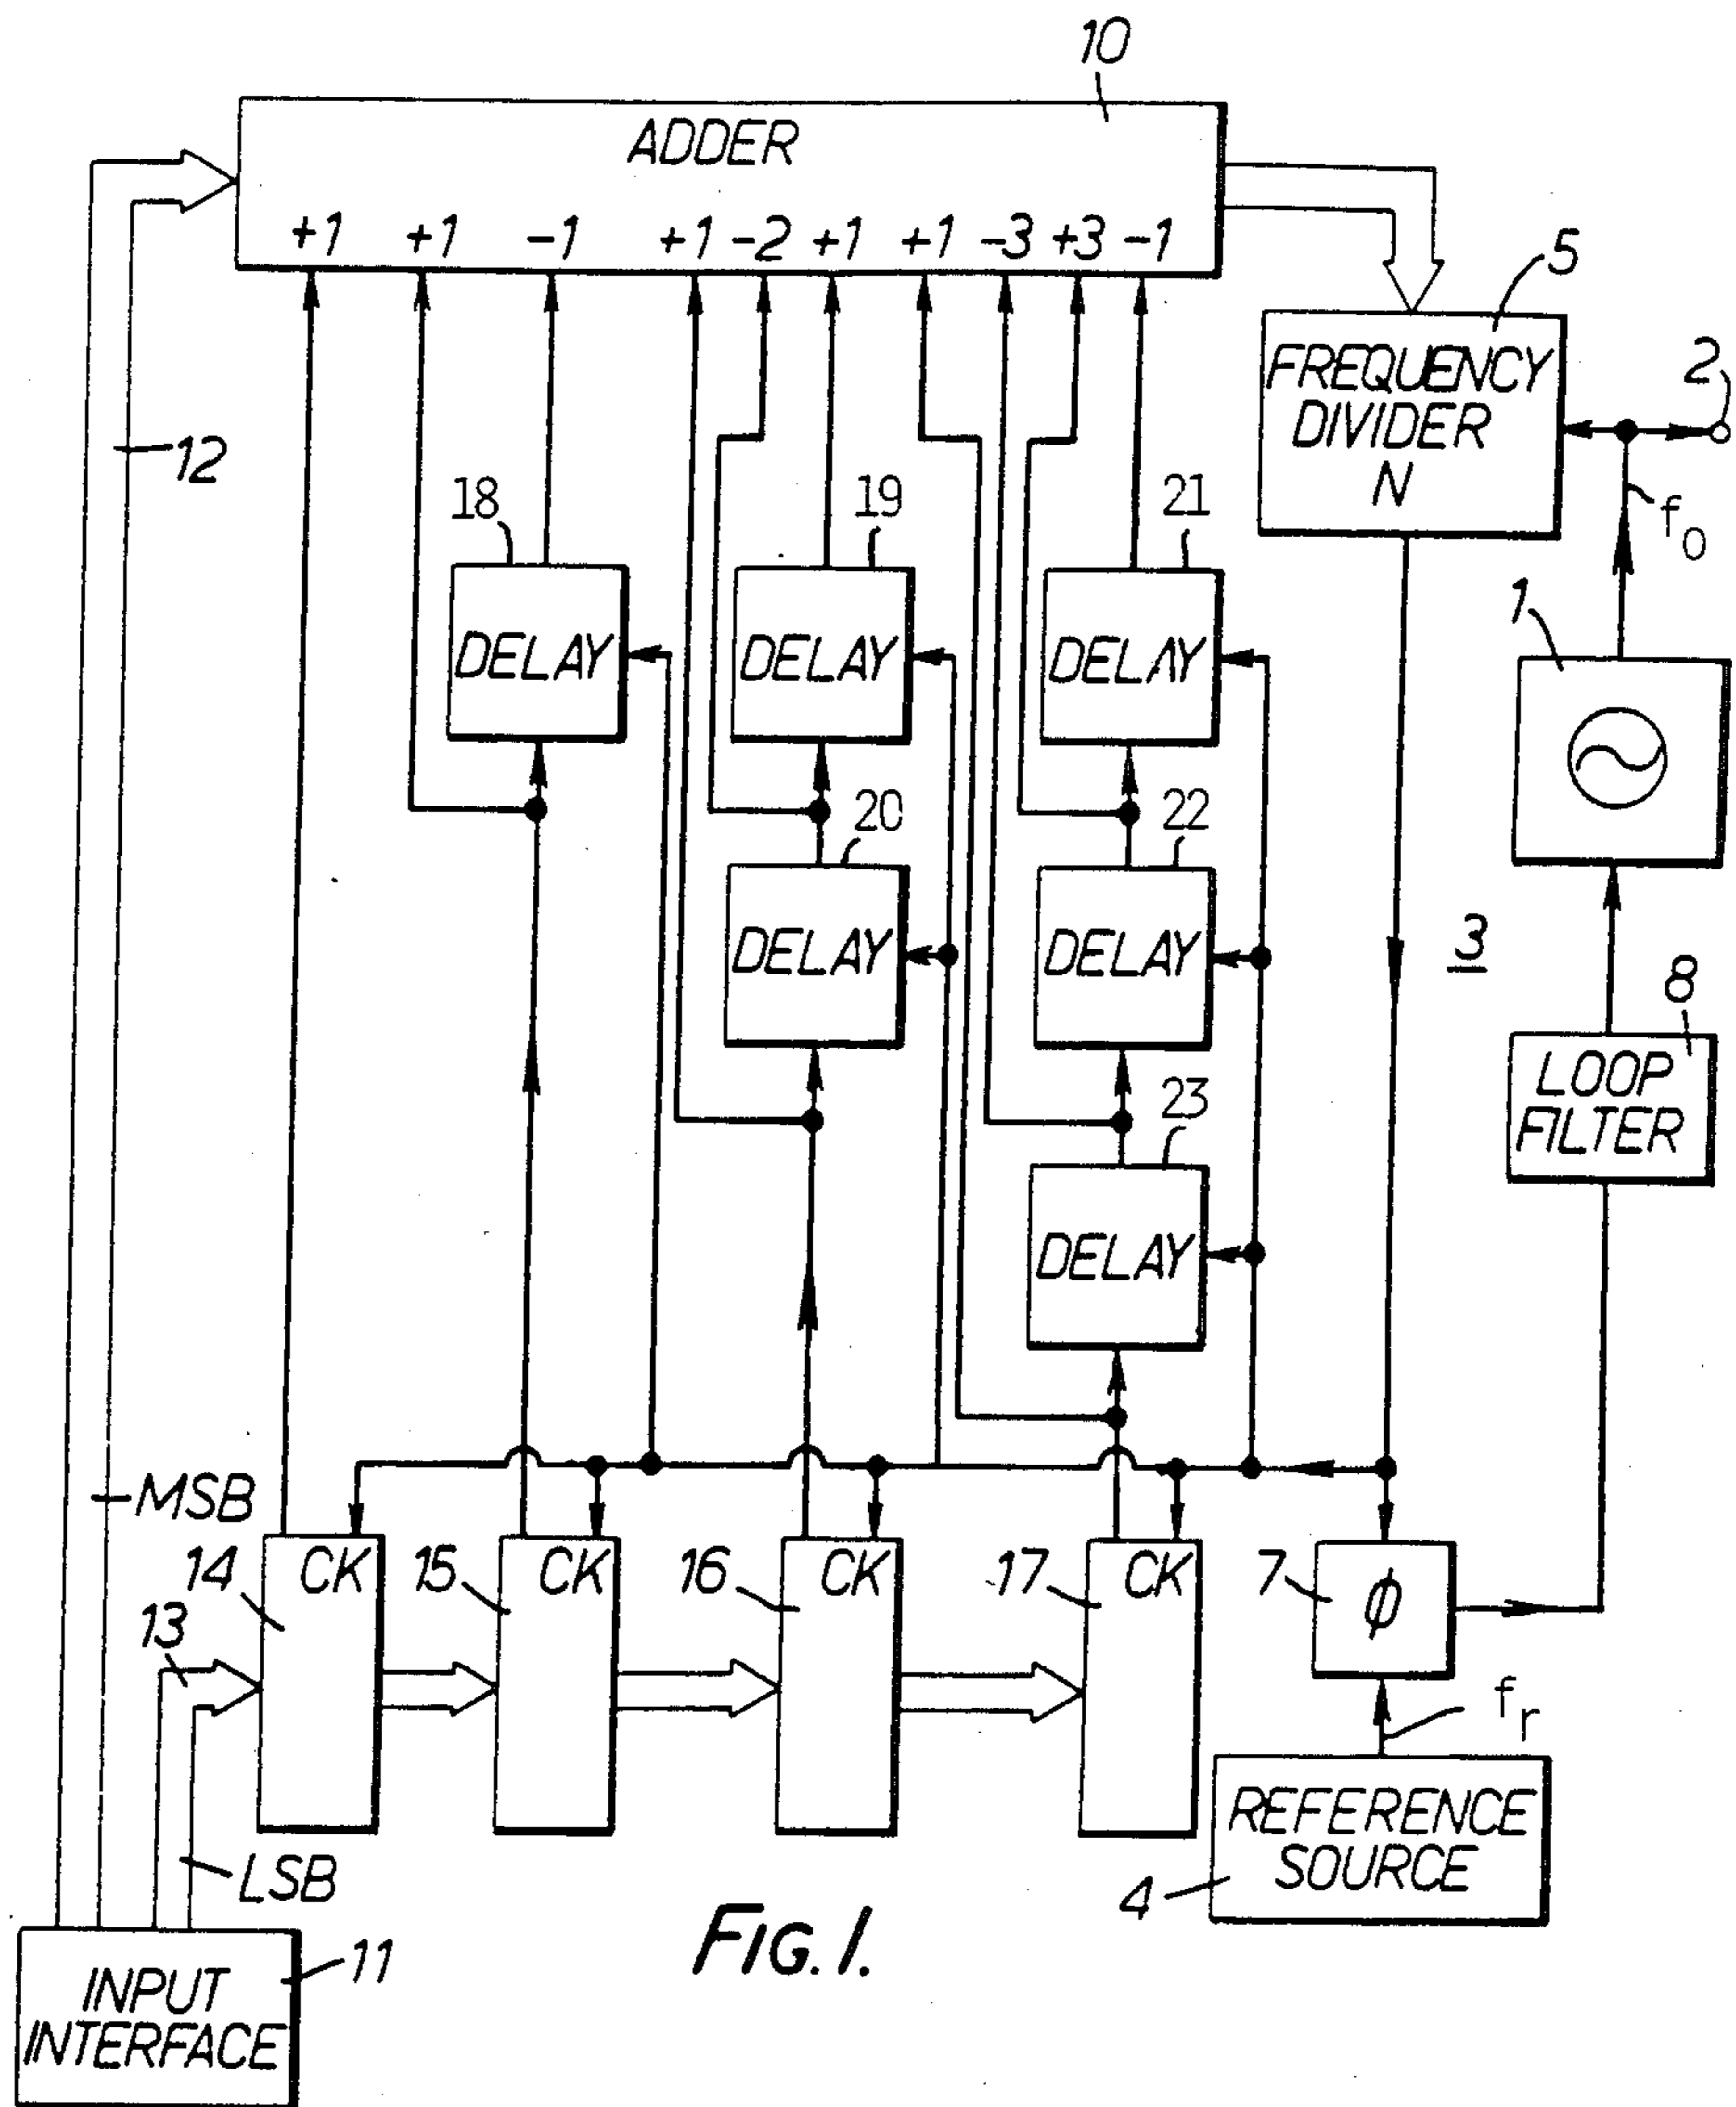 10
ADDER
+1 +1 -1 +1 -2 +1 +1 -3 +3 -1
5
FREQUENCY
DIVIDER
N
2
12
f0
18
19
21
1
DELAY
DELAY
DELAY
20
22
DELAY
DELAY
3
8
LOOP
FILTER
23
DELAY
MSB
14
CK
15
CK
16
CK
17
CK
7
ϕ
13
fr
LSB
REFERENCE
SOURCE
4
11
INPUT
INTERFACE
FIG. 1.